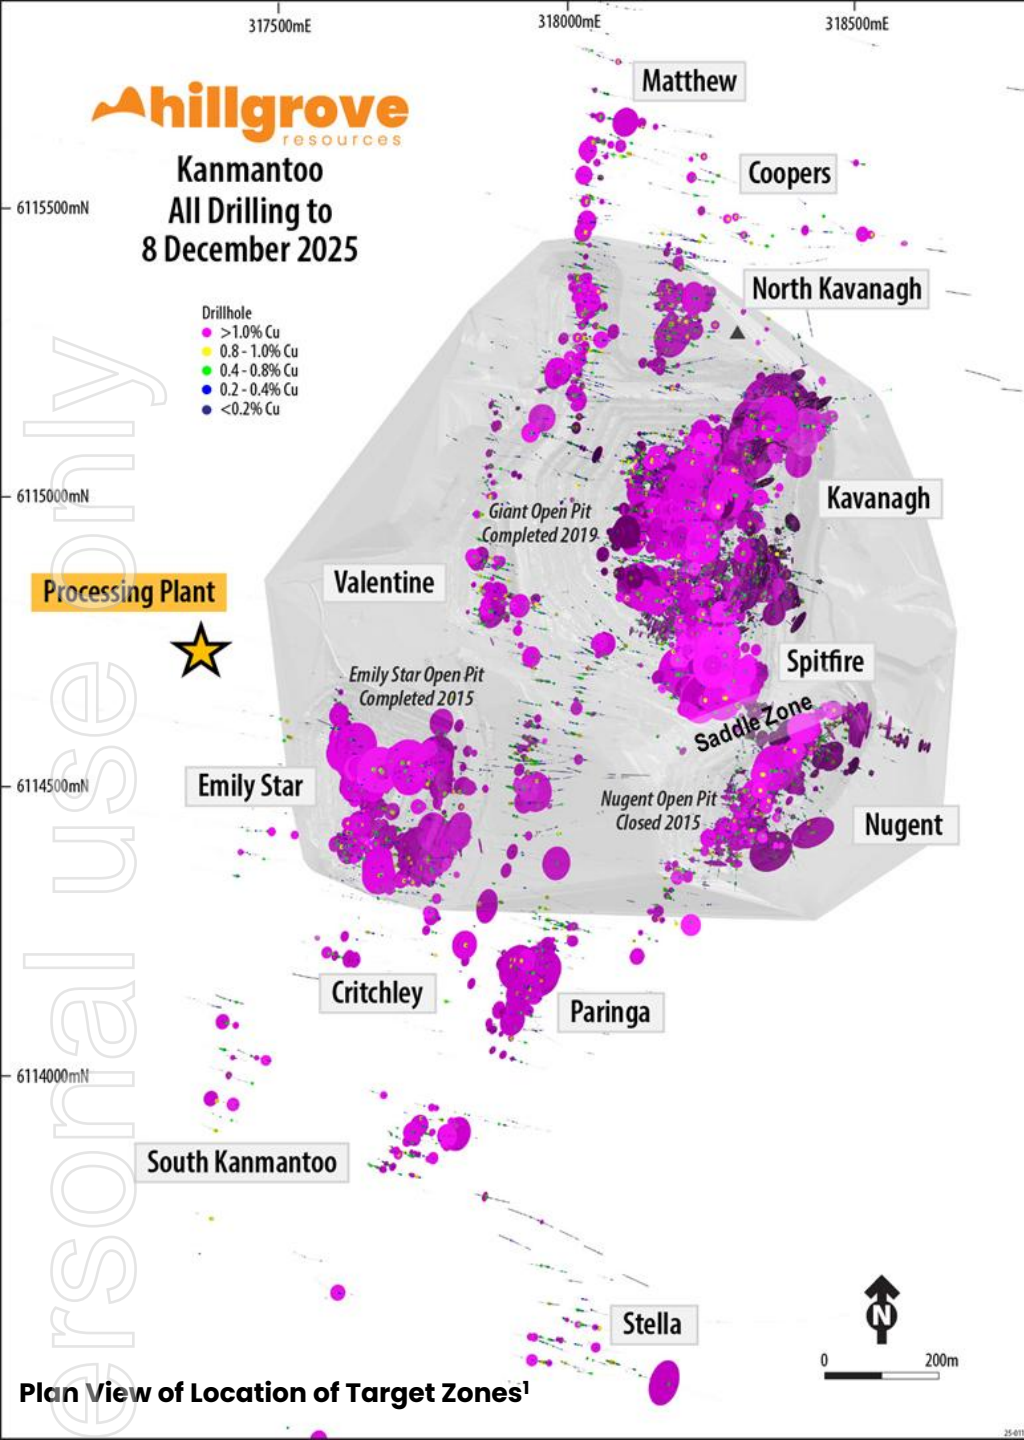 317500mE
318000mE
318500mE
Matthew
hillgrove
resources
Kanmantoo
All Drilling to
8 December 2025
Coopers
6115500mN
North Kavanagh
Drillhole
>1.0% Cu
0.8 - 1.0% Cu
0.4 - 0.8% Cu
0.2 - 0.4% Cu
<0.2% Cu
6115000mN
Kavanagh
Giant Open Pit
Completed 2019
Valentine
Processing Plant
Spitfire
Emily Star Open Pit
Completed 2015
Saddle Zone
Emily Star
6114500mN
Nugent Open Pit
Closed 2015
Nugent
Critchley
Paringa
6114000mN
South Kanmantoo
Stella
N
0 200m
Plan View of Location of Target Zones¹
ersonal use only